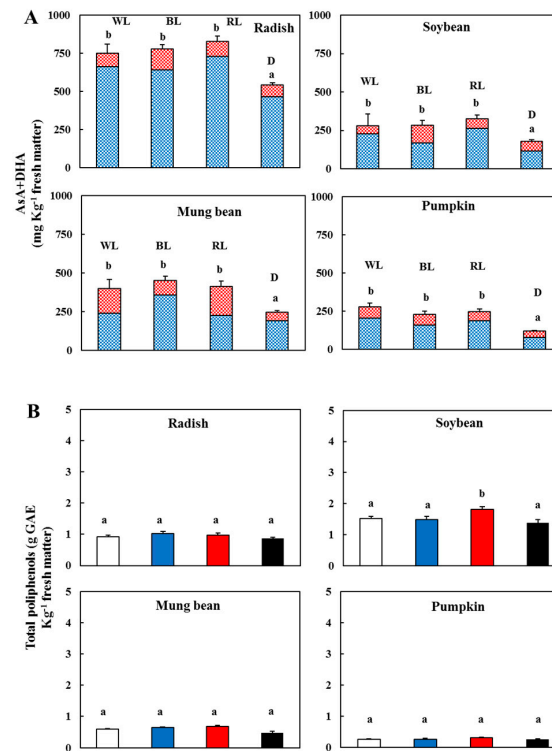 A
WL BL RL Radish
b b b D
a
1000
750
500
250
0
Soybean
WL BL RL D
b b b a
1000
750
500
250
0
AsA+DHA
(mg Kg-1 fresh matter)
Mung bean
WL BL RL D
b b b a
1000
750
500
250
0
Pumpkin
WL BL RL D
b b b a
1000
750
500
250
0
B
Radish
a a a a
5
4
3
2
1
0
Soybean
a a b a
5
4
3
2
1
0
Total poliphenols (g GAE
Kg-1 fresh matter)
Mung bean
a a a a
5
4
3
2
1
0
Pumpkin
a a a a
5
4
3
2
1
0